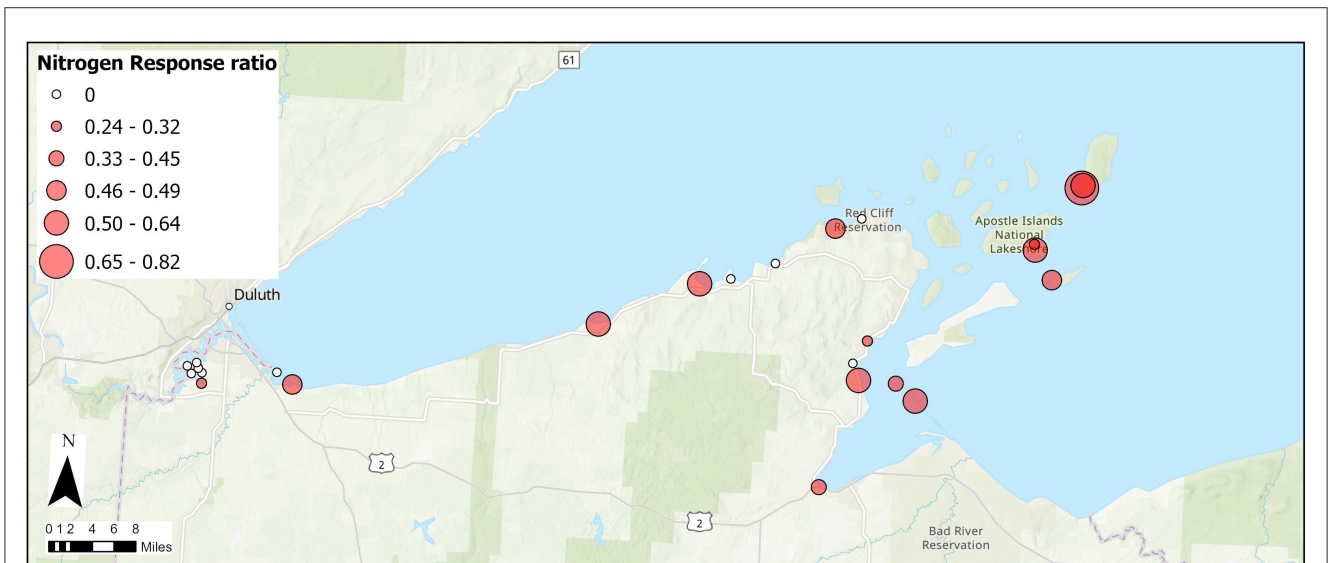 Nitrogen Response ratio
0
0.24 - 0.32
0.33 - 0.45
0.46 - 0.49
0.50 - 0.64
0.65 - 0.82
61
Red Cliff
Reservation
Apostle Islands
National
Lakeshore
Duluth
N
2
2
0 1 2 4 6 8
Miles
Bad River
Reservation